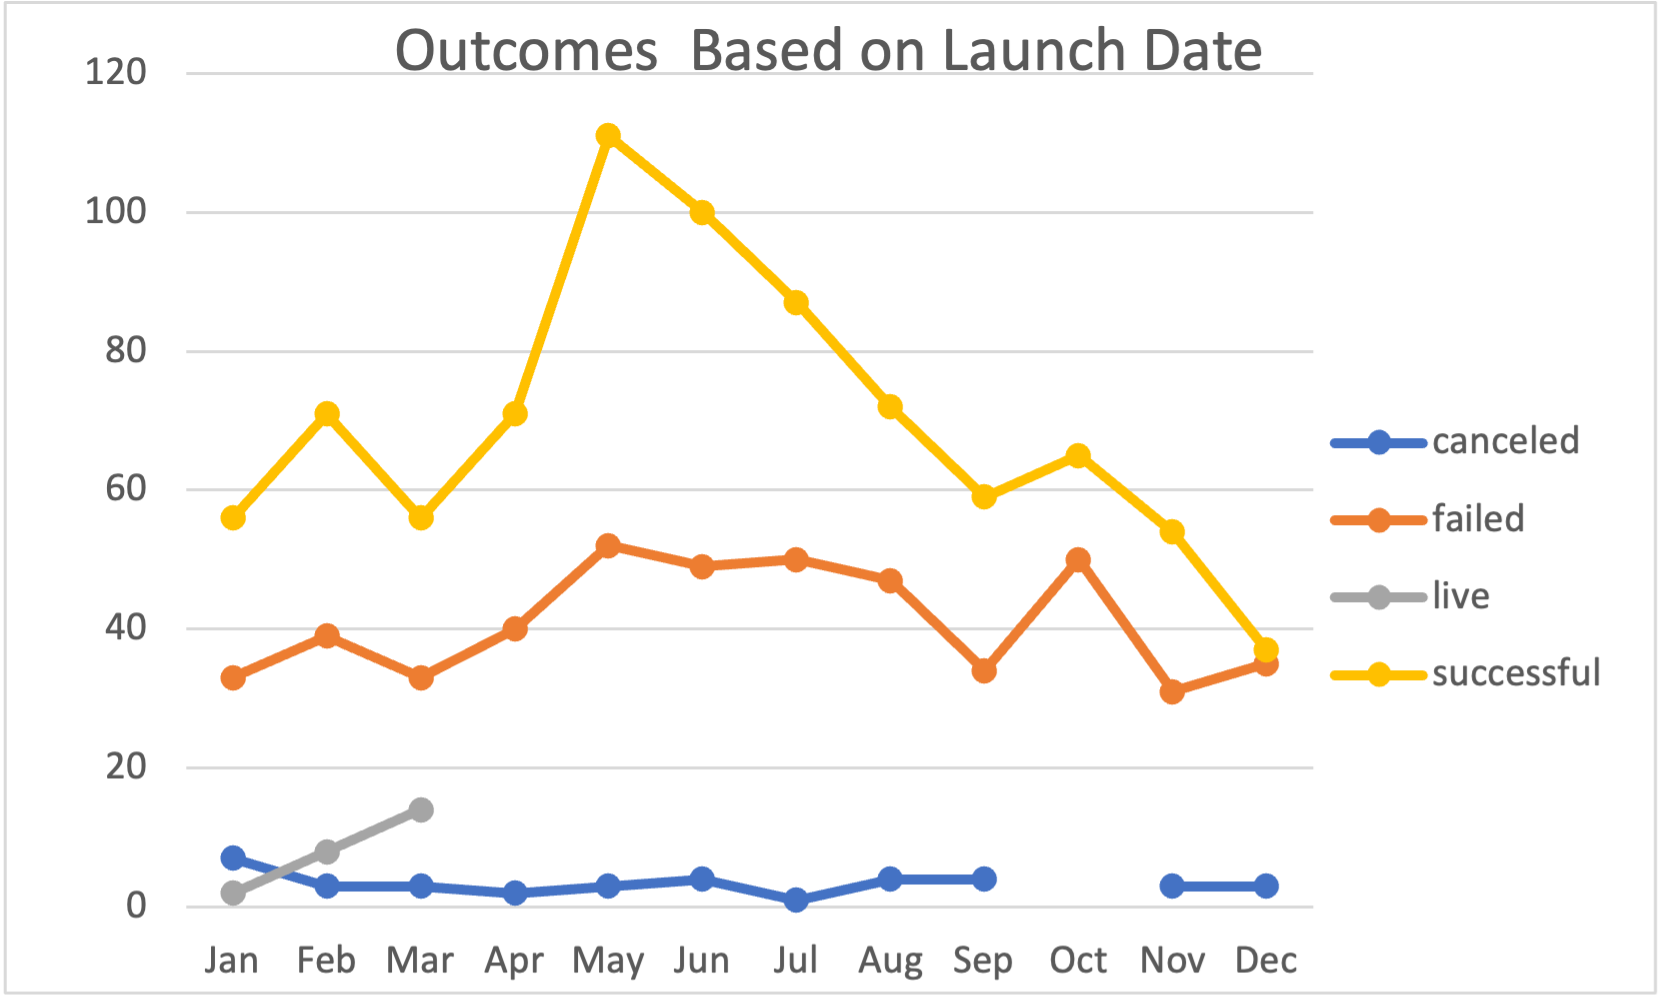 Outcomes  Based on Launch Date
120
100
80
60
40
20
0
Jan Feb Mar Apr May Jun Jul Aug Sep Oct Nov Dec
canceled
failed
live
successful